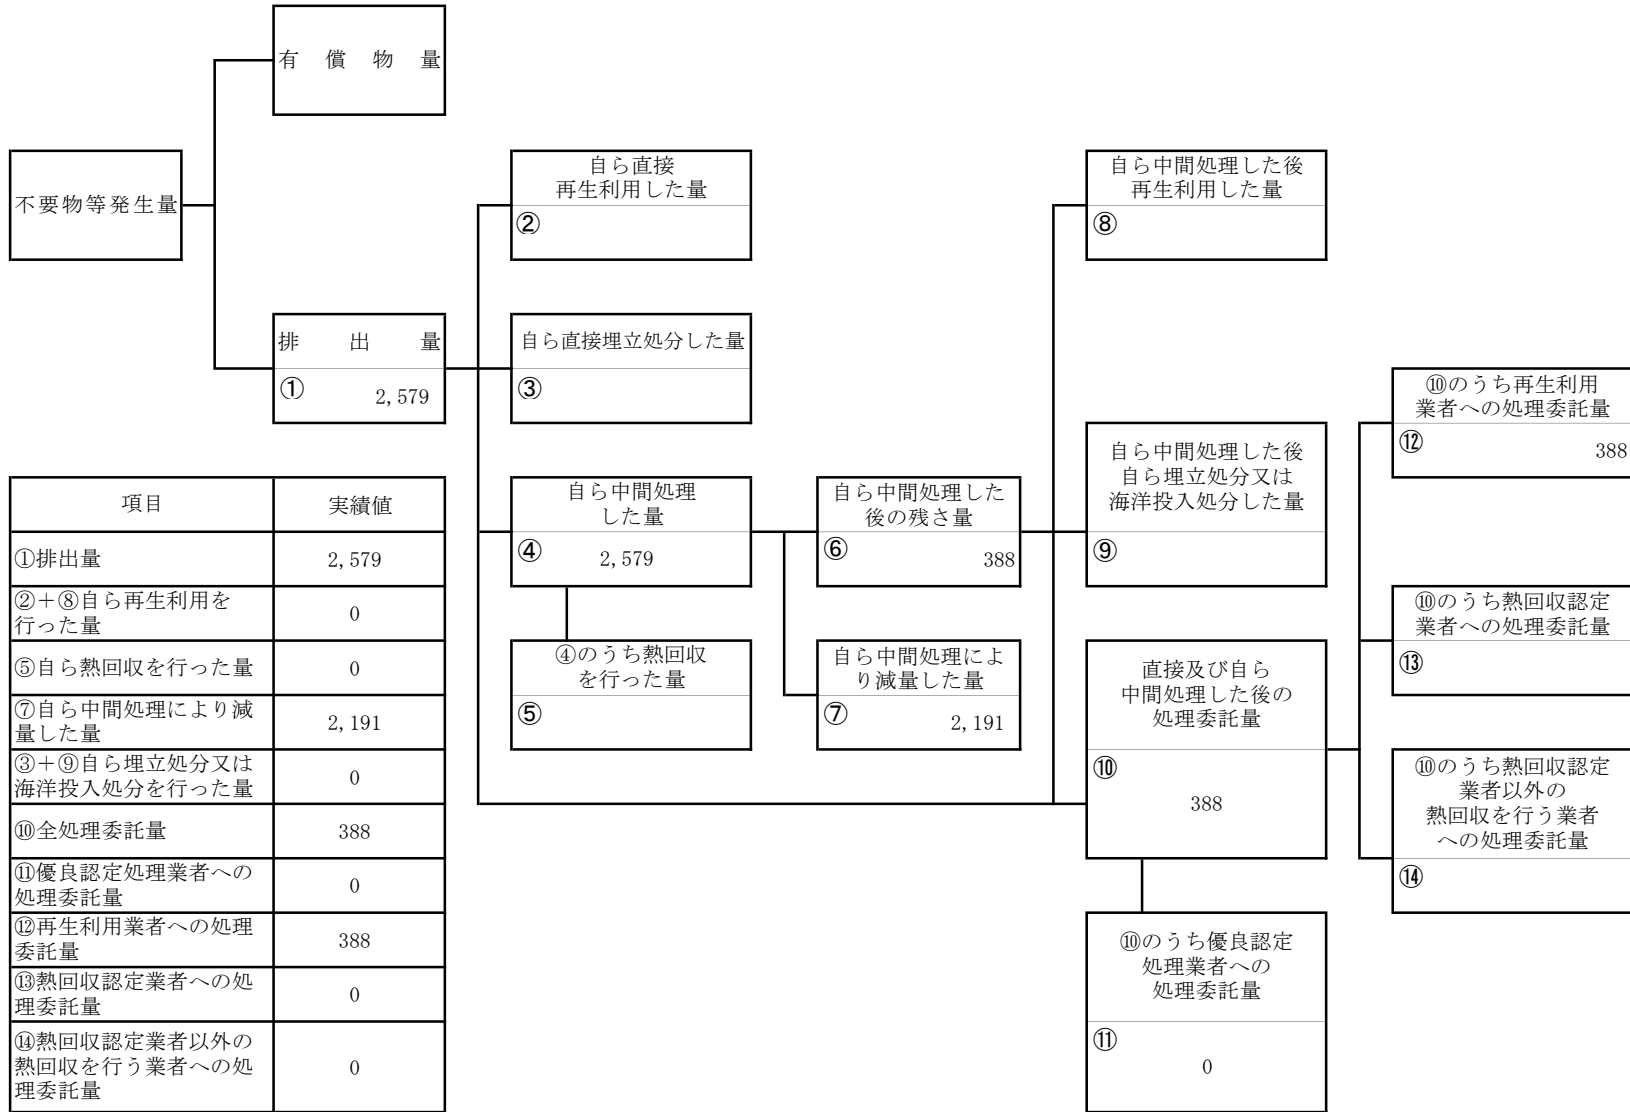 有償物量
不要物等発生量
排出量
① 2,579
自ら直接
再生利用した量
②
自ら直接埋立処分した量
③
自ら中間処理
した量
④ 2,579
④のうち熱回収
を行った量
⑤
自ら中間処理した
後の残さ量
⑥ 388
自ら中間処理によ
り減量した量
⑦ 2,191
自ら中間処理した後
再生利用した量
⑧
自ら中間処理した後
自ら埋立処分又は
海洋投入処分した量
⑨
直接及び自ら
中間処理した後の
処理委託量
⑩
388
⑩のうち優良認定
処理業者への
処理委託量
⑪
0
⑩のうち再生利用
業者への処理委託量
⑫ 388
⑩のうち熱回収認定
業者への処理委託量
⑬
⑩のうち熱回収認定
業者以外の
熱回収を行う業者
への処理委託量
⑭
項目 実績値
①排出量 2,579
②+⑧自ら再生利用を
行った量 0
⑤自ら熱回収を行った量 0
⑦自ら中間処理により減
量した量 2,191
③+⑨自ら埋立処分又は
海洋投入処分を行った量 0
⑩全処理委託量 388
⑪優良認定処理業者への
処理委託量 0
⑫再生利用業者への処理
委託量 388
⑬熱回収認定業者への処
理委託量 0
⑭熱回収認定業者以外の
熱回収を行う業者への処
理委託量 0